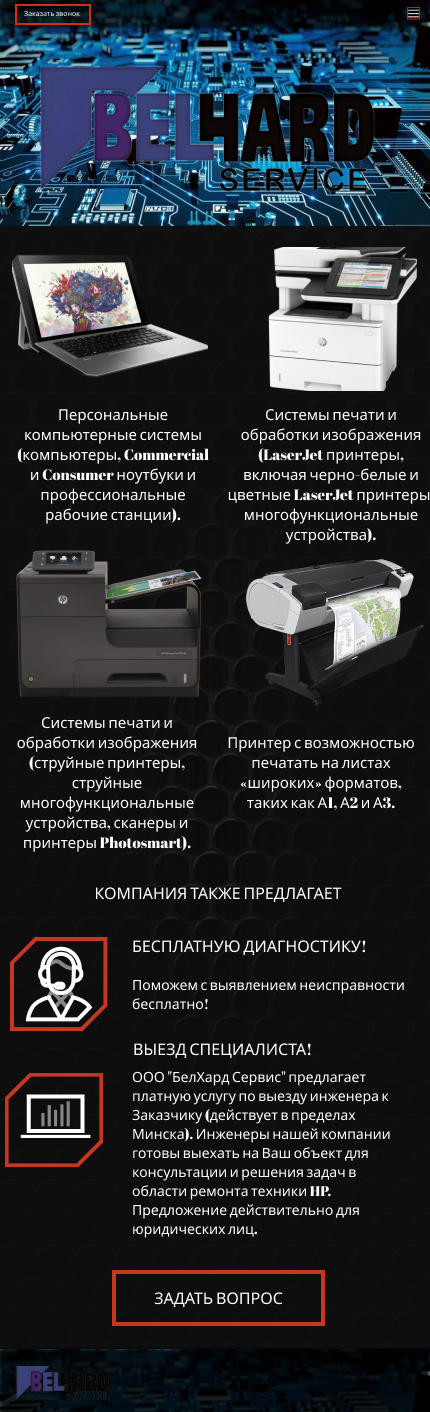 Заказать звонок
BELHARD
SERVICE
Персональные
компьютерные системы
(компьютеры, Commercial
и Consumer ноутбуки и
профессиональные
рабочие станции).
Системы печати и
обработки изображения
(LaserJet принтеры,
включая черно-белые и
цветные LaserJet принтеры
многофункциональные
устройства).
Системы печати и
обработки изображения
(струйные принтеры,
струйные
многофункциональные
устройства, сканеры и
принтеры Photosmart).
Принтер с возможностью
печатать на листах
«широких» форматов,
таких как А1, А2 и А3.
КОМПАНИЯ ТАКЖЕ ПРЕДЛАГАЕТ
БЕСПЛАТНУЮ ДИАГНОСТИКУ!
Поможем с выявлением неисправности
бесплатно!
ВЫЕЗД СПЕЦИАЛИСТА!
ООО "БелХард Сервис" предлагает
платную услугу по выезду инженера к
Заказчику (действует в пределах
Минска). Инженеры нашей компании
готовы выехать на Ваш объект для
консультации и решения задач в
области ремонта техники HP.
Предложение действительно для
юридических лиц.
ЗАДАТЬ ВОПРОС
BELHARD